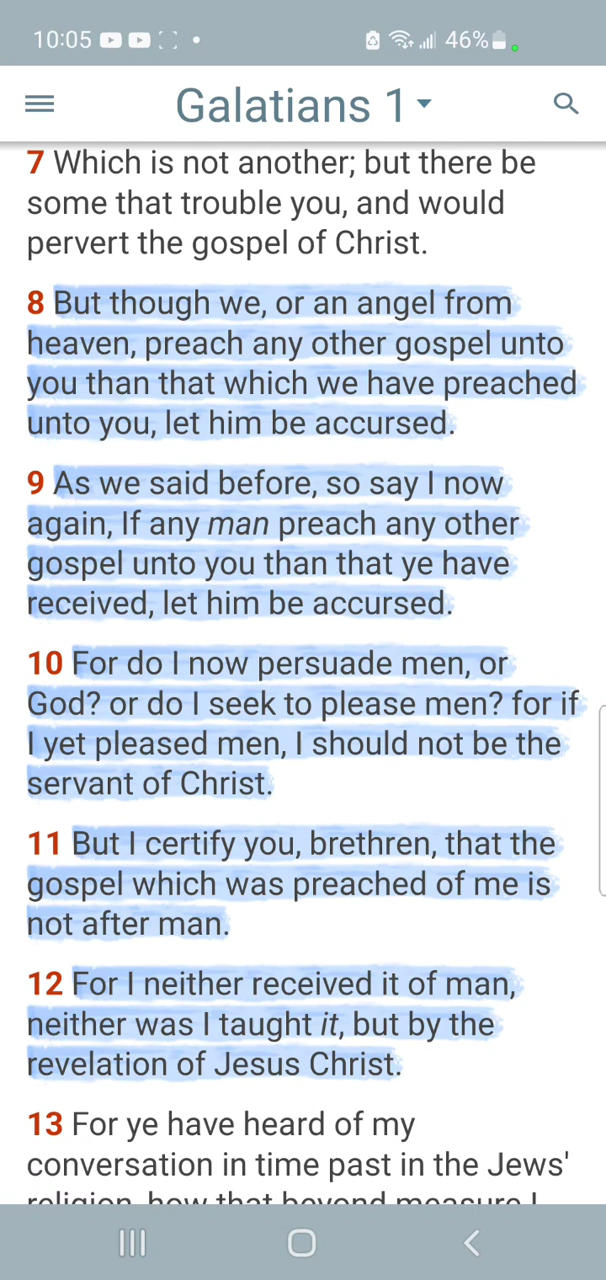 10:05 46%
Galatians 1
7 Which is not another; but there be
some that trouble you, and would
pervert the gospel of Christ.
8 But though we, or an angel from
heaven, preach any other gospel unto
you than that which we have preached
unto you, let him be accursed.
9 As we said before, so say I now
again, If any man preach any other
gospel unto you than that ye have
received, let him be accursed.
10 For do I now persuade men, or
God? or do I seek to please men? for if
I yet pleased men, I should not be the
servant of Christ.
11 But I certify you, brethren, that the
gospel which was preached of me is
not after man.
12 For I neither received it of man,
neither was I taught it, but by the
revelation of Jesus Christ.
13 For ye have heard of my
conversation in time past in the Jews'
religion, how that beyond measure I